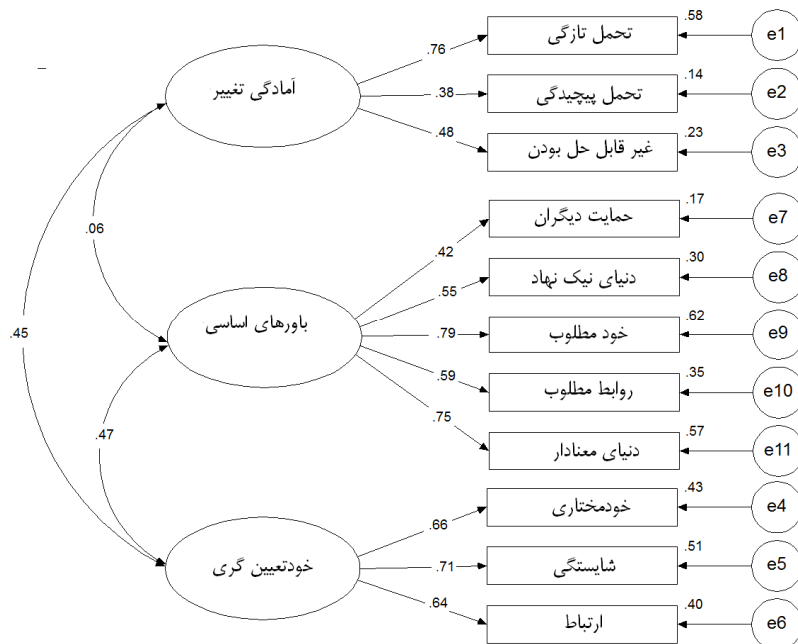 .58
تحمل تازگی
e1
.76
آمادگی تغییر
.14
تحمل پیچیدگی
e2
.38
.23
غیر قابل حل بودن
e3
.48
.17
حمایت دیگران
e7
.42
.06
.30
دنیای نیک نهاد
e8
.55
باورهای اساسی
.62
خود مطلوب
e9
.79
.45
.35
روابط مطلوب
e10
.59
.57
دنیای معنادار
e11
.75
.47
.43
خودمختاری
e4
.66
خودتعیین گری
.51
شایستگی
e5
.71
.40
ارتباط
e6
.64